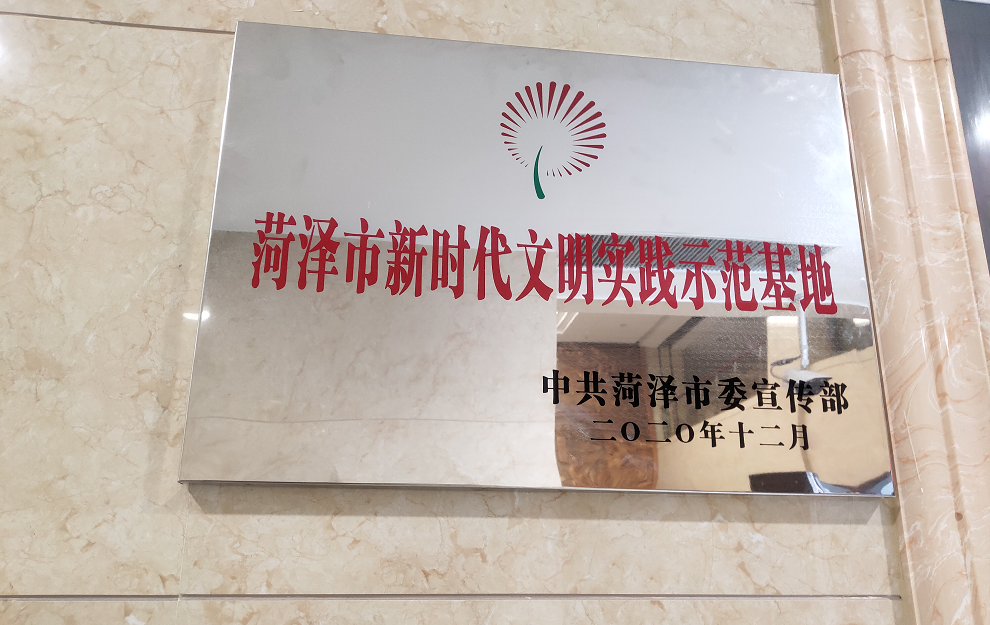 菏泽市新时代文明实践示范基地
中共菏泽市委宣传部
二〇二〇年十二月